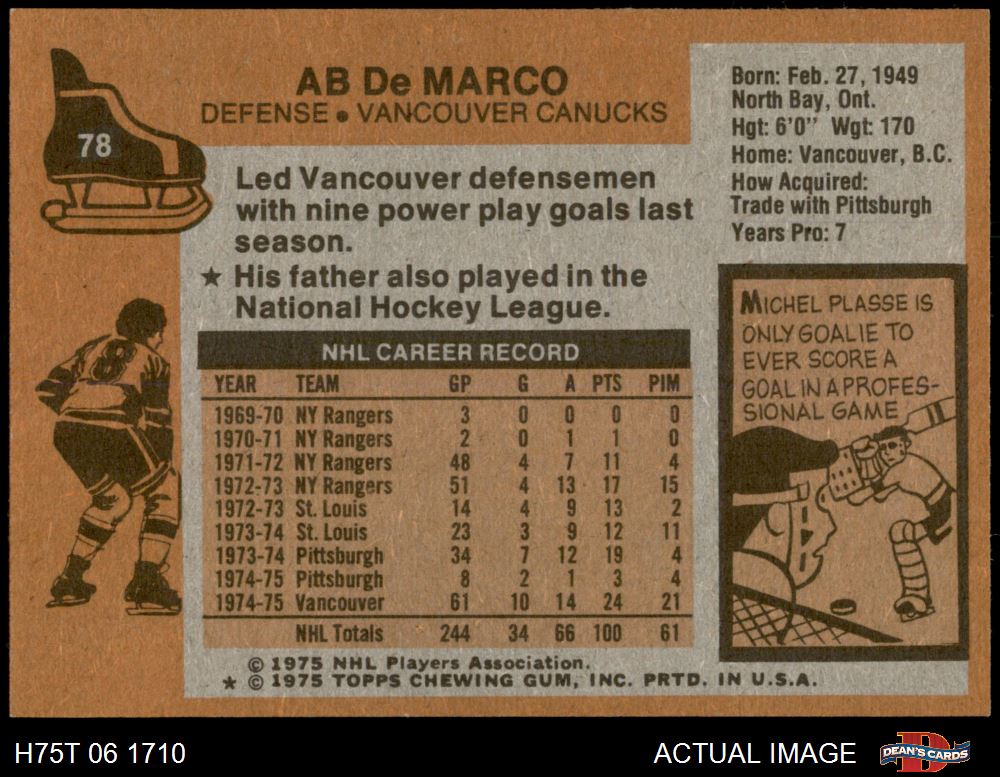 AB De MARCO
DEFENSE • VANCOUVER CANUCKS
78
Born: Feb. 27, 1949
North Bay, Ont.
Hgt: 6'0" Wgt: 170
Home: Vancouver, B.C.
How Acquired:
Trade with Pittsburgh
Years Pro: 7
Led Vancouver defensemen
with nine power play goals last
season.
★ His father also played in the
National Hockey League.
NHL CAREER RECORD
YEAR TEAM GP G A PTS PIM
1969-70 NY Rangers 3 0 0 0 0
1970-71 NY Rangers 2 0 1 1 0
1971-72 NY Rangers 48 4 7 11 4
1972-73 NY Rangers 51 4 13 17 15
1972-73 St. Louis 14 4 9 13 2
1973-74 St. Louis 23 3 9 12 11
1973-74 Pittsburgh 34 7 12 19 4
1974-75 Pittsburgh 8 2 1 3 4
1974-75 Vancouver 61 10 14 24 21
NHL Totals 244 34 66 100 61
8
MICHEL PLASSE IS
ONLY GOALIE TO
EVER SCORE A
GOAL IN A PROFES-
SIONAL GAME
© 1975 NHL Players Association.
★ © 1975 TOPPS CHEWING GUM, INC. PRTD. IN U.S.A.
H75T 06 1710
ACTUAL IMAGE
D
DEAN'S CARDS